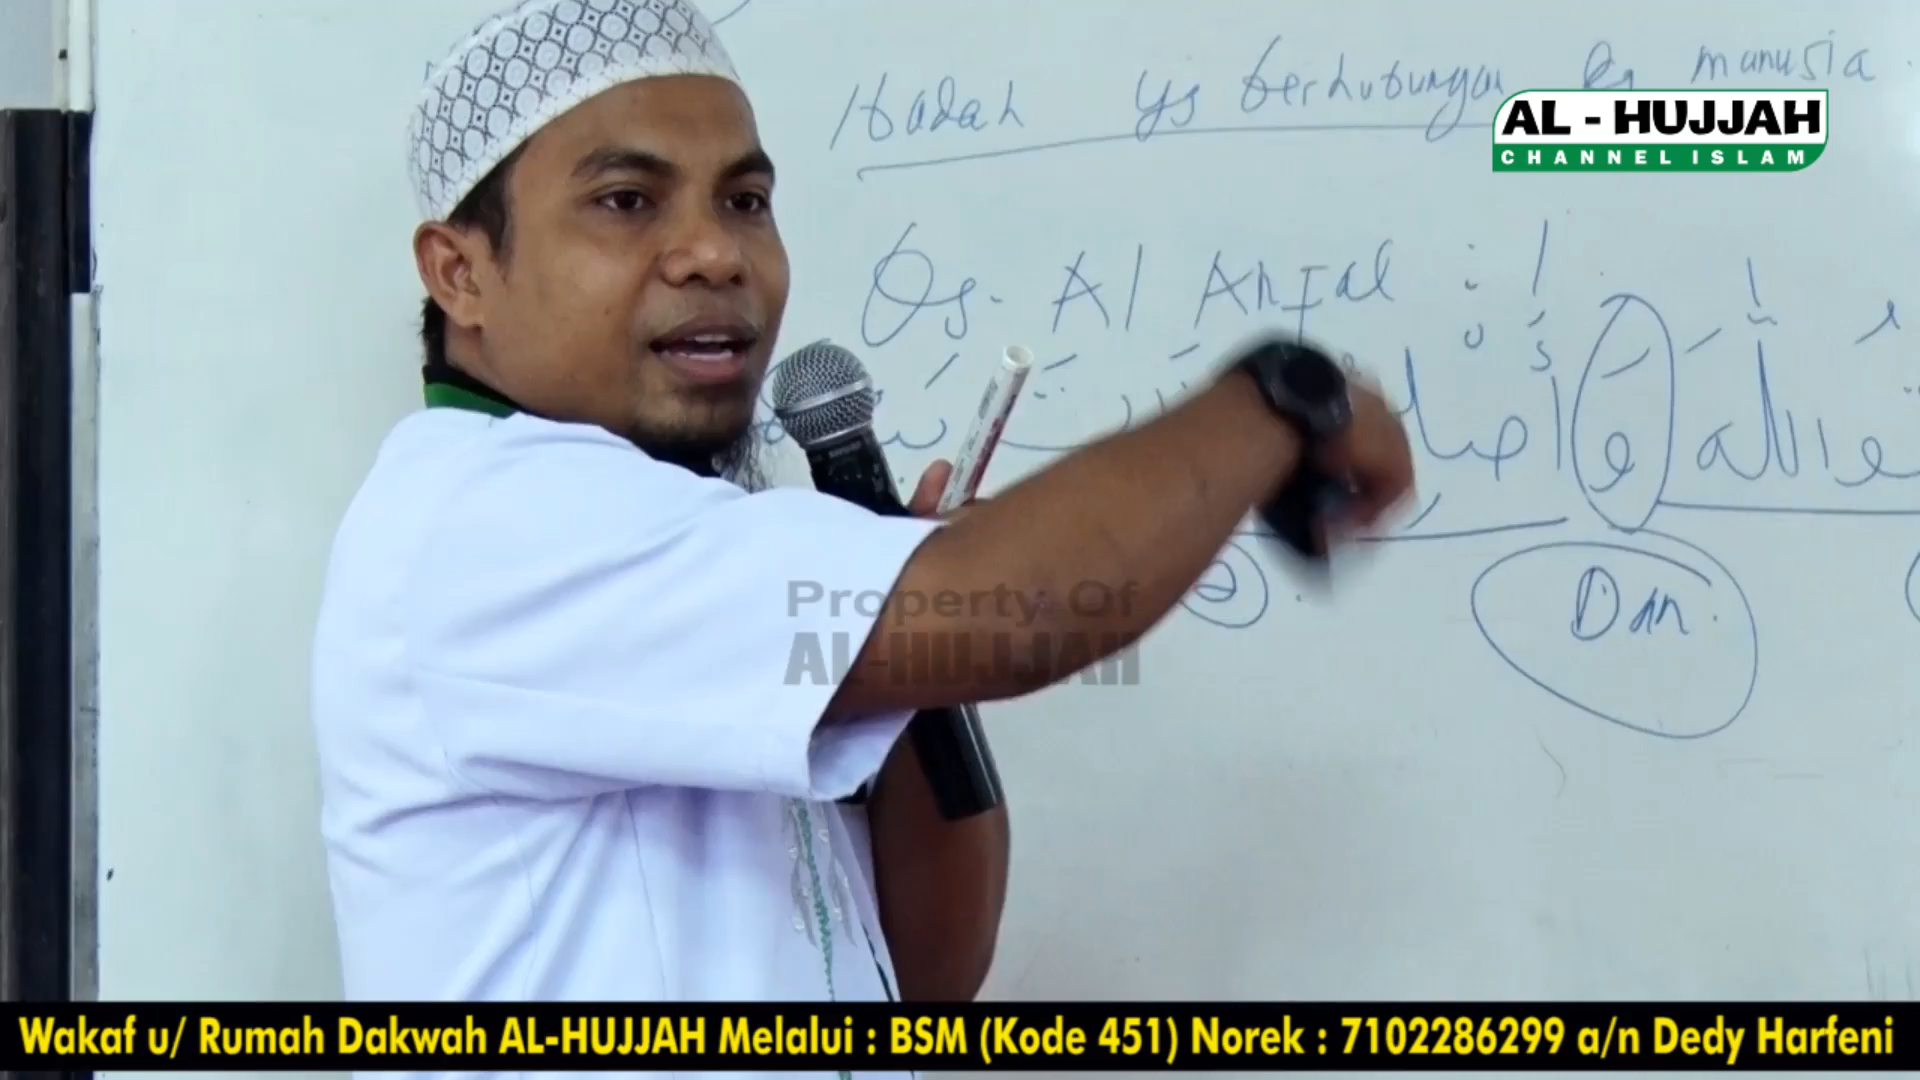 Ibadah yg berhubungan dg manusia
AL - HUJJAH
CHANNEL ISLAM
Qs. Al Anfal : 1
وَأَصْلِ
Dan.
Property Of
AL-HUJJAH
Wakaf u/ Rumah Dakwah AL-HUJJAH Melalui : BSM (Kode 451) Norek : 7102286299 a/n Dedy Harfeni